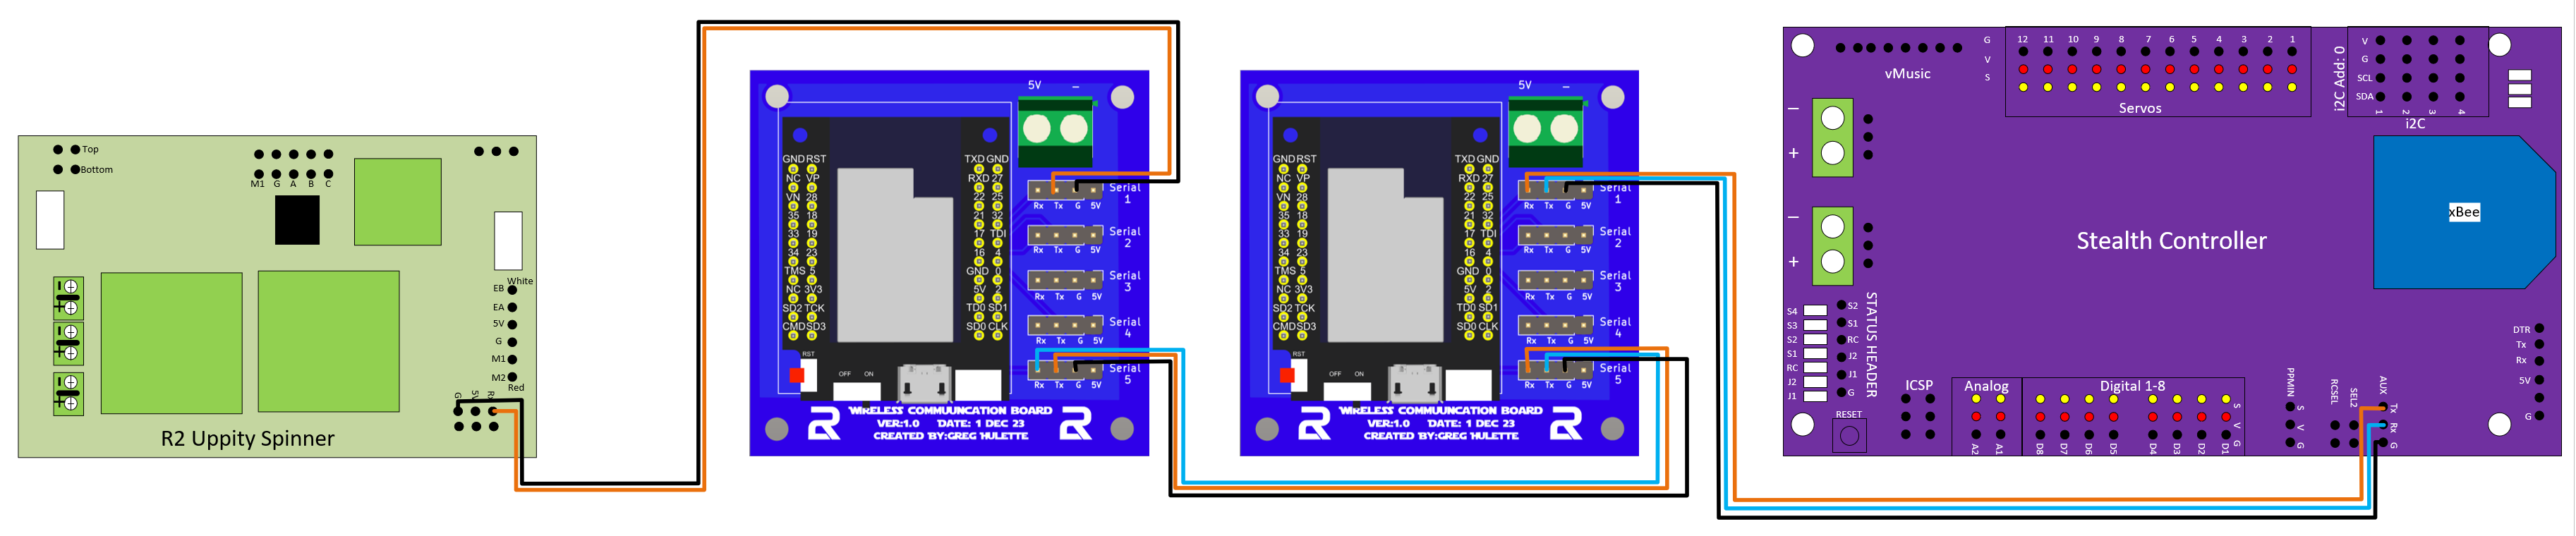 Top
Bottom
M1 G A B C
White
EB
EA
5V
G
M1
M2
Red
G 5V Rx
R2 Uppity Spinner
5V –
GND RST TXD GND
NC VP RXD 27
VN 28 22 25
35 18 21 32
33 19 17 TDI
34 23 16 4
TMS 5 GND 0
NC 3V3 5V 2
SD2 TCK TD0 SD1
CMD SD3 SD0 CLK
RST
OFF ON
Rx Tx G 5V
Serial 1
Rx Tx G 5V
Serial 2
Rx Tx G 5V
Serial 3
Rx Tx G 5V
Serial 4
Rx Tx G 5V
Serial 5
WIRELESS COMMUUNCATION BOARD
VER:1.0 DATE: 1 DEC 23
CREATED BY:GREG HULETTE
5V –
GND RST TXD GND
NC VP RXD 27
VN 28 22 25
35 18 21 32
33 19 17 TDI
34 23 16 4
TMS 5 GND 0
NC 3V3 5V 2
SD2 TCK TD0 SD1
CMD SD3 SD0 CLK
RST
OFF ON
Rx Tx G 5V
Serial 1
Rx Tx G 5V
Serial 2
Rx Tx G 5V
Serial 3
Rx Tx G 5V
Serial 4
Rx Tx G 5V
Serial 5
WIRELESS COMMUUNCATION BOARD
VER:1.0 DATE: 1 DEC 23
CREATED BY:GREG HULETTE
vMusic
G
V
S
12 11 10 9 8 7 6 5 4 3 2 1
Servos
i2C Add: 0
V
G
SCL
SDA
1 2 3 4
i2C
–
+
–
+
xBee
Stealth Controller
S4
S3
S2
S1
RC
J2
J1
S2
S1
RC
J2
J1
G
STATUS HEADER
RESET
ICSP
Analog
A2 A1
Digital 1-8
D8 D7 D6 D5 D4 D3 D2 D1
S V G
PPMIN
S V G
RCSEL
SEL2
AUX
Tx Rx G
DTR
Tx
Rx
5V
G